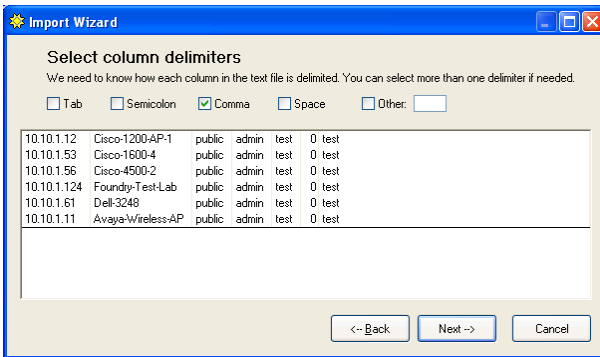 Import Wizard
Select column delimiters
We need to know how each column in the text file is delimited. You can select more than one delimiter if needed.
Tab Semicolon Comma Space Other:
10.10.1.12 Cisco-1200-AP-1 public admin test 0 test
10.10.1.53 Cisco-1600-4 public admin test 0 test
10.10.1.56 Cisco-4500-2 public admin test 0 test
10.10.1.124 Foundry-Test-Lab public admin test 0 test
10.10.1.61 Dell-3248 public admin test 0 test
10.10.1.11 Avaya-Wireless-AP public admin test 0 test
<-- Back Next --> Cancel